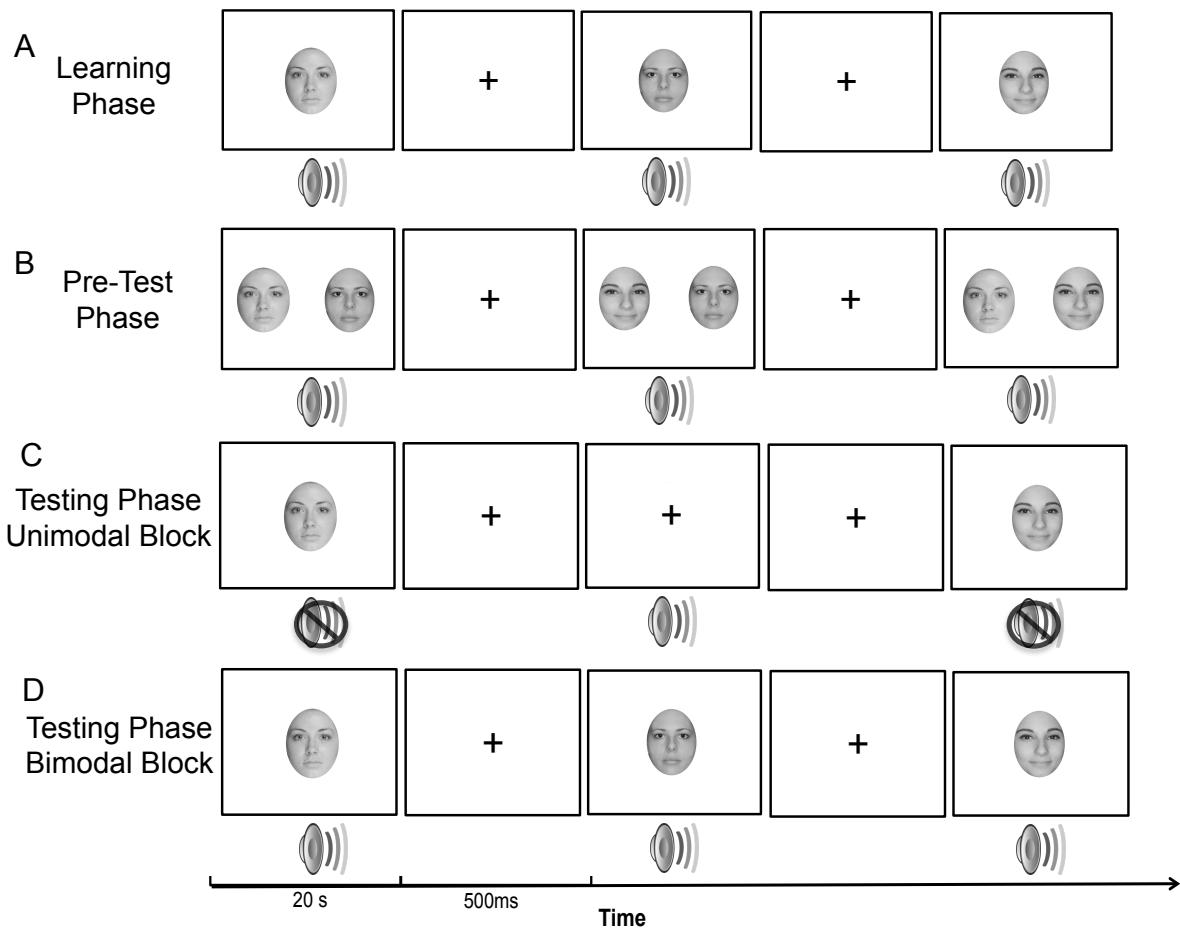 A
Learning
Phase
+
+
B
Pre-Test
Phase
+
+
C
Testing Phase
Unimodal Block
+
+
+
D
Testing Phase
Bimodal Block
+
+
20 s
500ms
Time